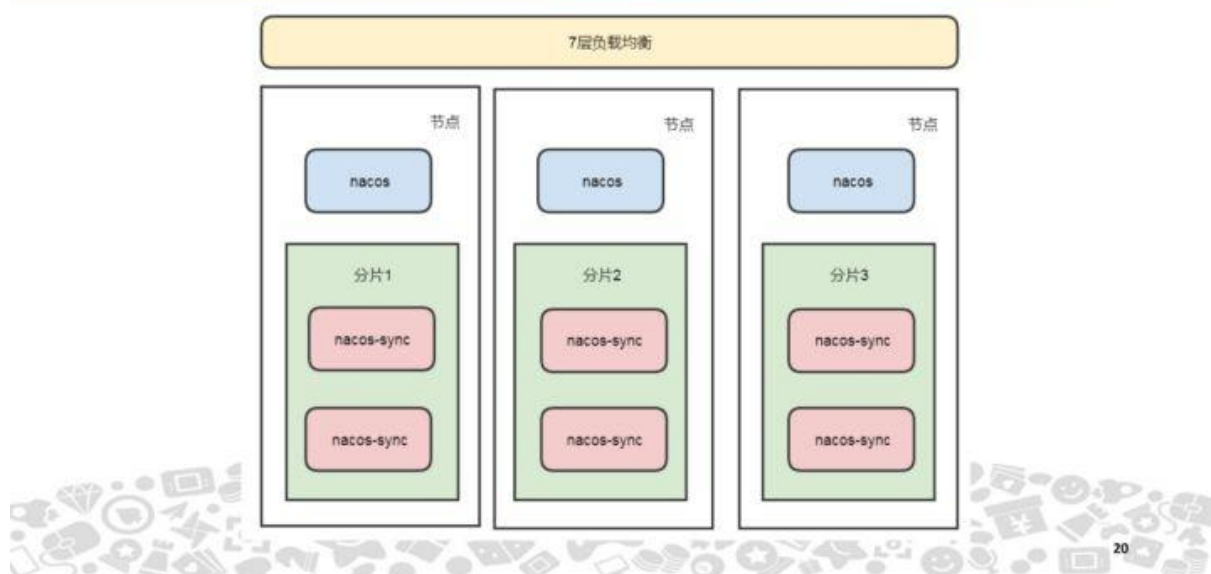 7层负载均衡
节点
节点
节点
nacos
nacos
nacos
分片1
分片2
分片3
nacos-sync
nacos-sync
nacos-sync
nacos-sync
nacos-sync
nacos-sync
20